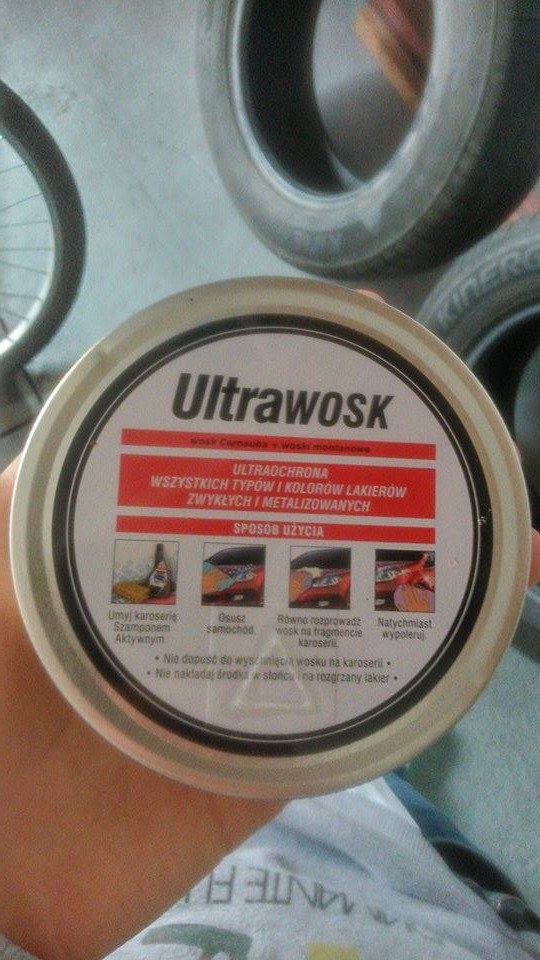 KINERG
Ultrawosk
wosk Carnauba + woski montanowe
ULTRAOCHRONA
WSZYSTKICH TYPÓW I KOLORÓW LAKIERÓW
ZWYKŁYCH I METALIZOWANYCH
SPOSÓB UŻYCIA
Umyj karoserię
Szamponem
Aktywnym.
Osusz
samochód.
Równo rozprowadź
wosk na fragmencie
karoserii.
Natychmiast
wypoleruj.
• Nie dopuść do wyschnięcia wosku na karoserii •
• Nie nakładaj środka w słońcu i na rozgrzany lakier •